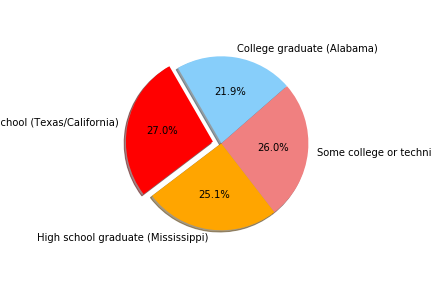 College graduate (Alabama)
21.9%
school (Texas/California)
27.0%
26.0%
Some college or techni
25.1%
High school graduate (Mississippi)